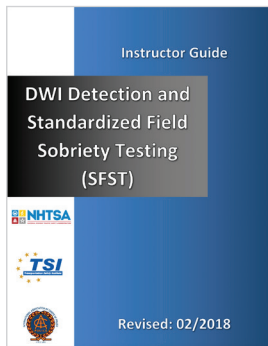 Instructor Guide
DWI Detection and
Standardized Field
Sobriety Testing
(SFST)
NHTSA
TSI
Revised: 02/2018